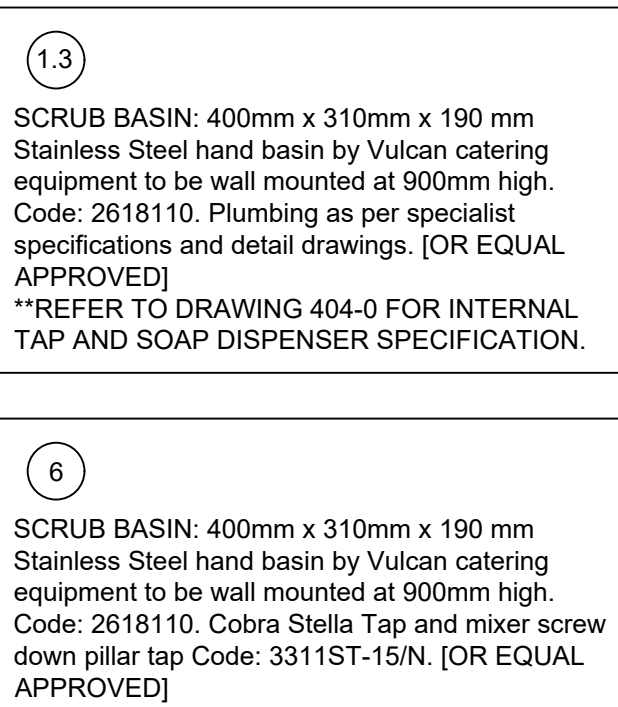 1.3
SCRUB BASIN: 400mm x 310mm x 190 mm
Stainless Steel hand basin by Vulcan catering
equipment to be wall mounted at 900mm high.
Code: 2618110. Plumbing as per specialist
specifications and detail drawings. [OR EQUAL
APPROVED]
**REFER TO DRAWING 404-0 FOR INTERNAL
TAP AND SOAP DISPENSER SPECIFICATION.
6
SCRUB BASIN: 400mm x 310mm x 190 mm
Stainless Steel hand basin by Vulcan catering
equipment to be wall mounted at 900mm high.
Code: 2618110. Cobra Stella Tap and mixer screw
down pillar tap Code: 3311ST-15/N. [OR EQUAL
APPROVED]